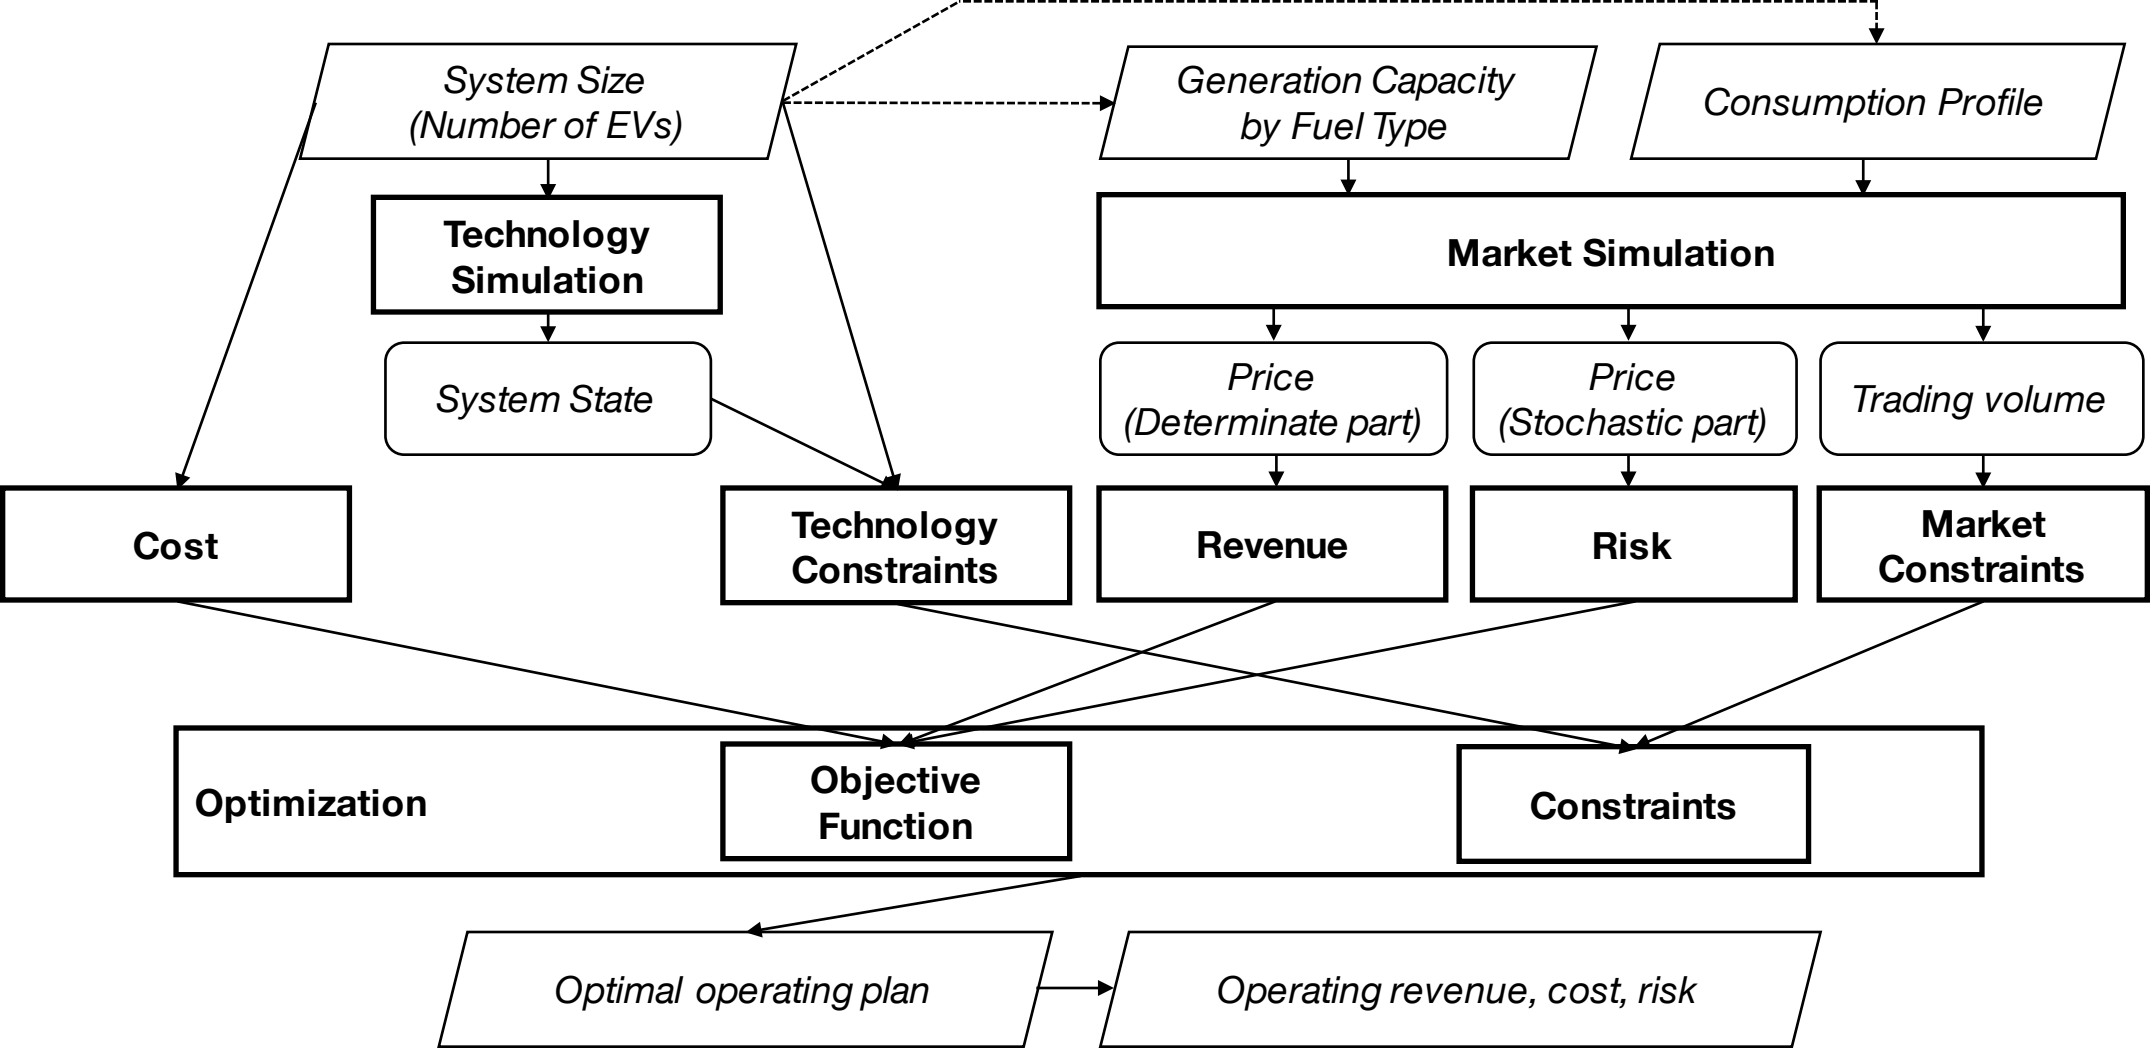 System Size
(Number of EVs)
Generation Capacity
by Fuel Type
Consumption Profile
Technology
Simulation
Market Simulation
System State
Price
(Determinate part)
Price
(Stochastic part)
Trading volume
Cost
Technology
Constraints
Revenue
Risk
Market
Constraints
Optimization
Objective
Function
Constraints
Optimal operating plan
Operating revenue, cost, risk